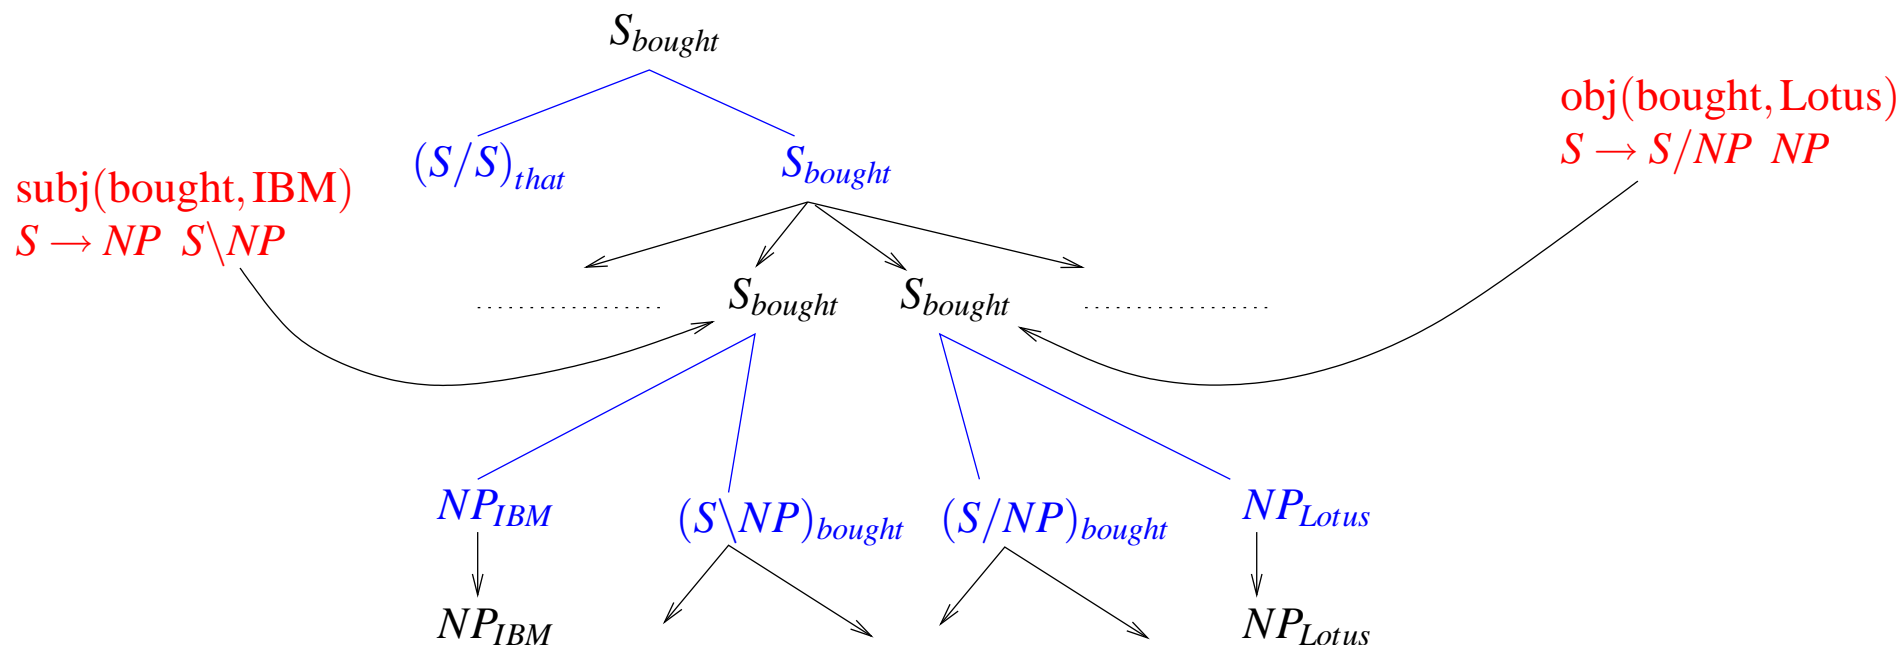 S_bought
(S/S)_that S_bought
subj(bought, IBM)
S → NP S\NP
obj(bought, Lotus)
S → S/NP NP
S_bought S_bought
NP_IBM (S\NP)_bought (S/NP)_bought NP_Lotus
NP_IBM NP_Lotus